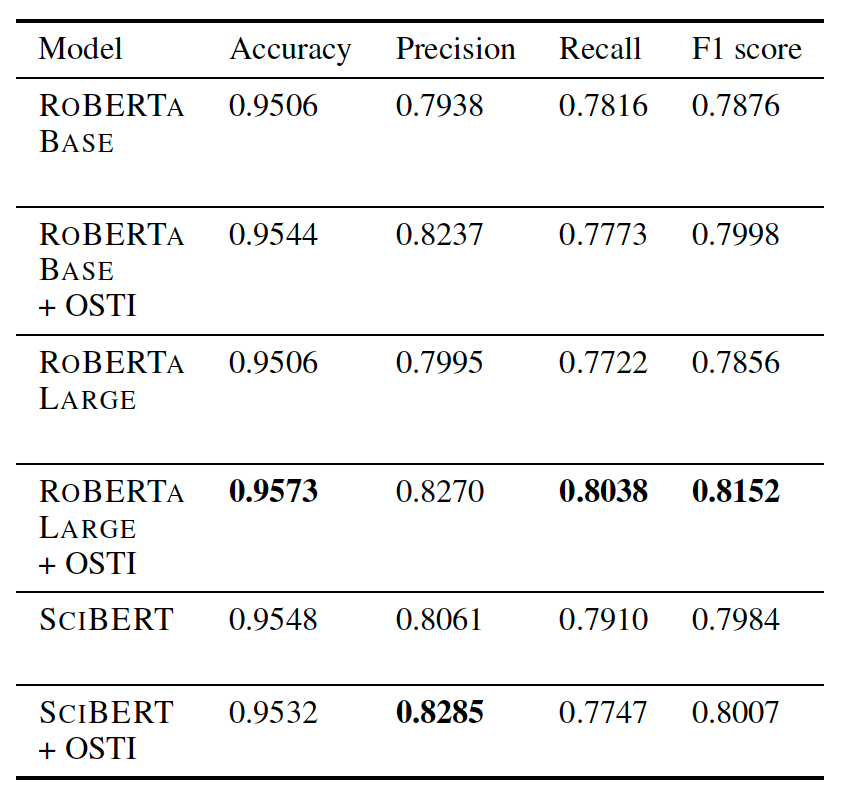 Model Accuracy Precision Recall F1 score
ROBERTA 0.9506 0.7938 0.7816 0.7876
BASE
ROBERTA 0.9544 0.8237 0.7773 0.7998
BASE
+ OSTI
ROBERTA 0.9506 0.7995 0.7722 0.7856
LARGE
ROBERTA 0.9573 0.8270 0.8038 0.8152
LARGE
+ OSTI
SCIBERT 0.9548 0.8061 0.7910 0.7984
SCIBERT 0.9532 0.8285 0.7747 0.8007
+ OSTI